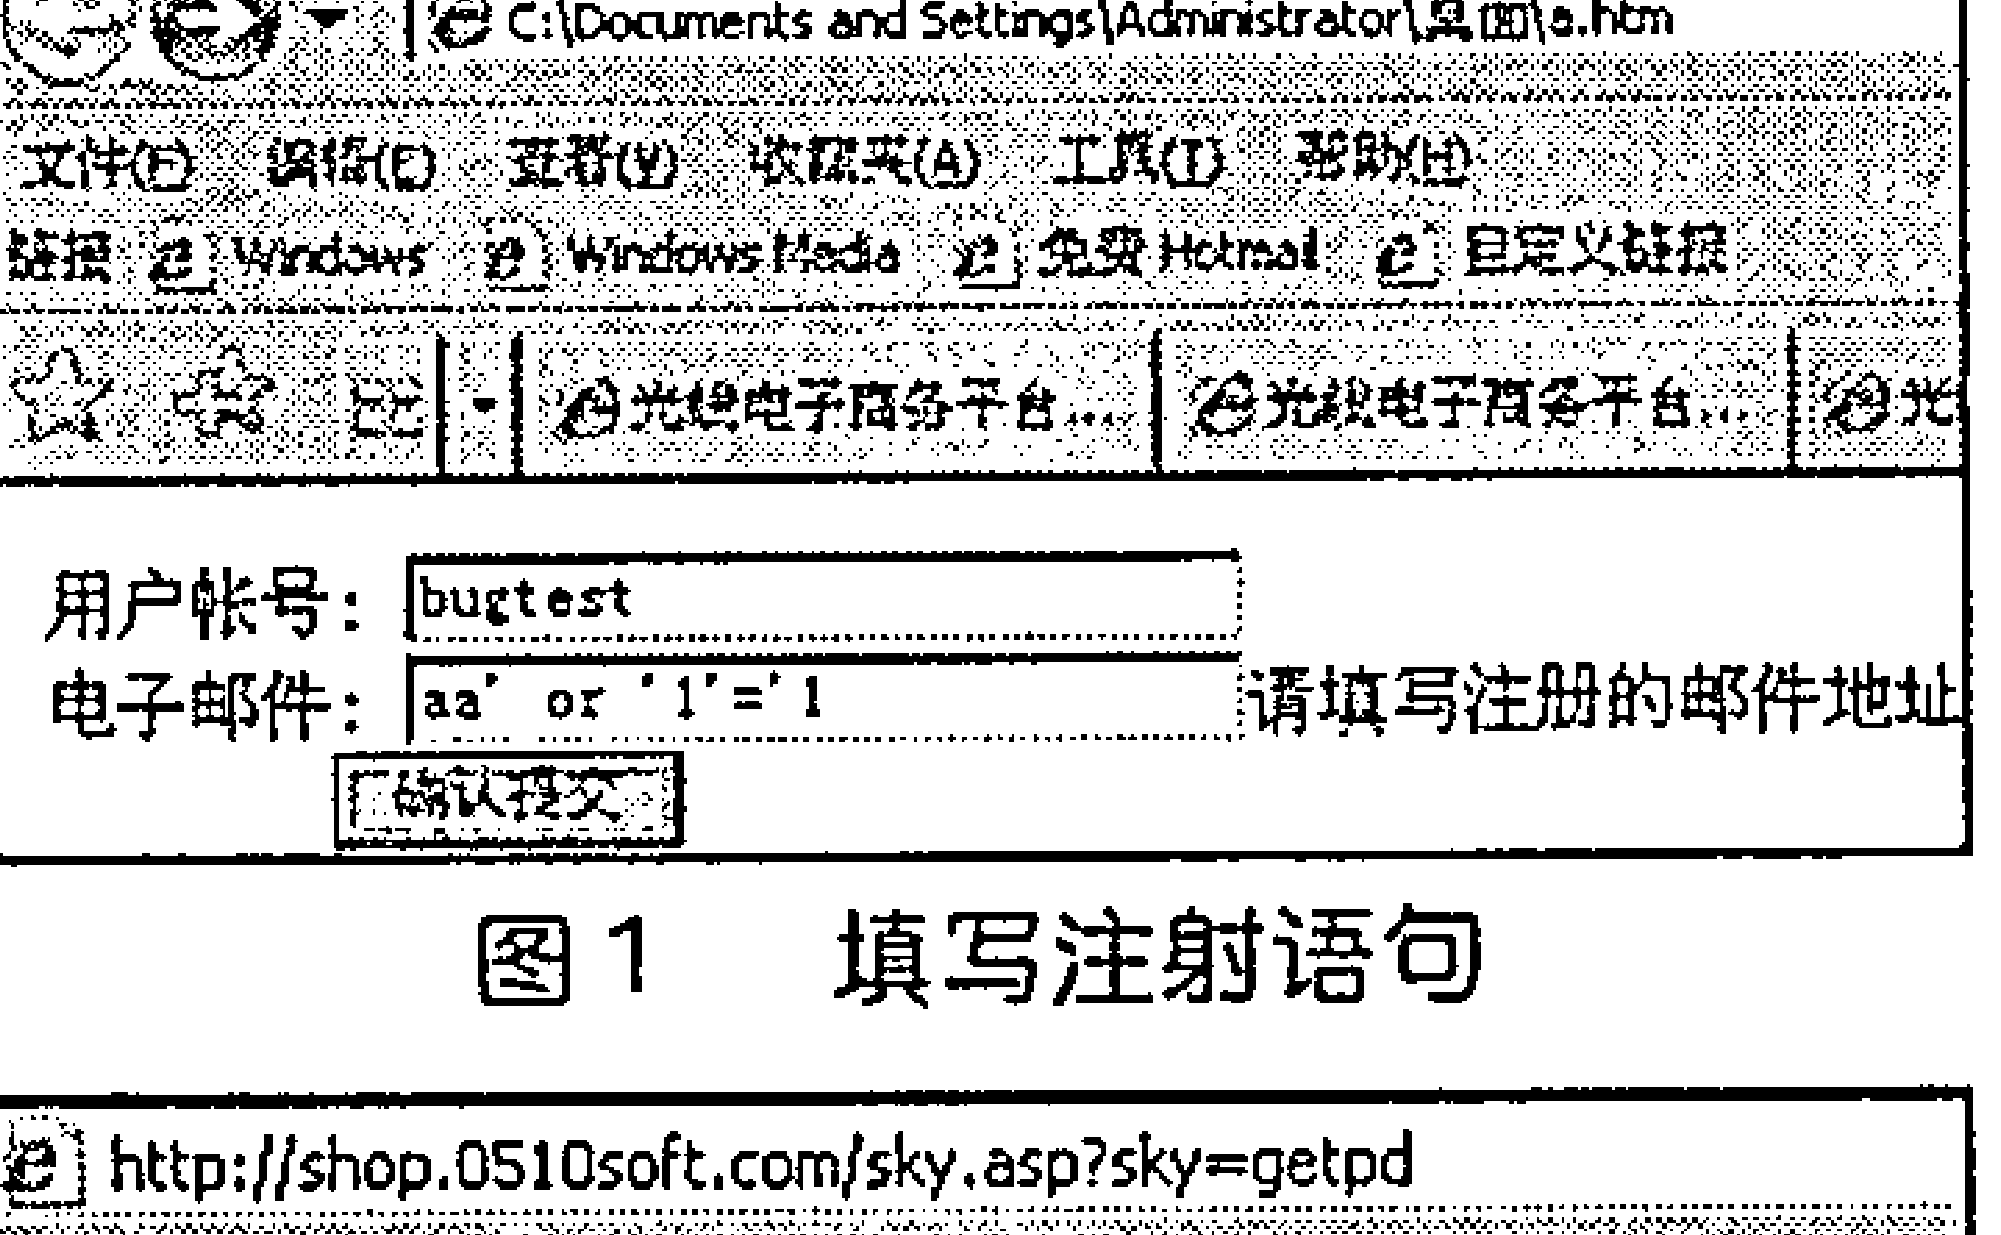 C:\Documents and Settings\Administrator\桌面\a.htm
文件(F) 编辑(E) 查看(V) 收藏夹(A) 工具(T) 帮助(H)
链接 Windows Windows Media 免费 Hotmail 自定义链接
光线电子商务平台... 光织电子商务平台... 光
用户帐号: bugtest
电子邮件: aa' or '1'='1 请填写注册的邮件地址
确认提交
图1 填写注射语句
http://shop.0510soft.com/sky.asp?sky=getpd